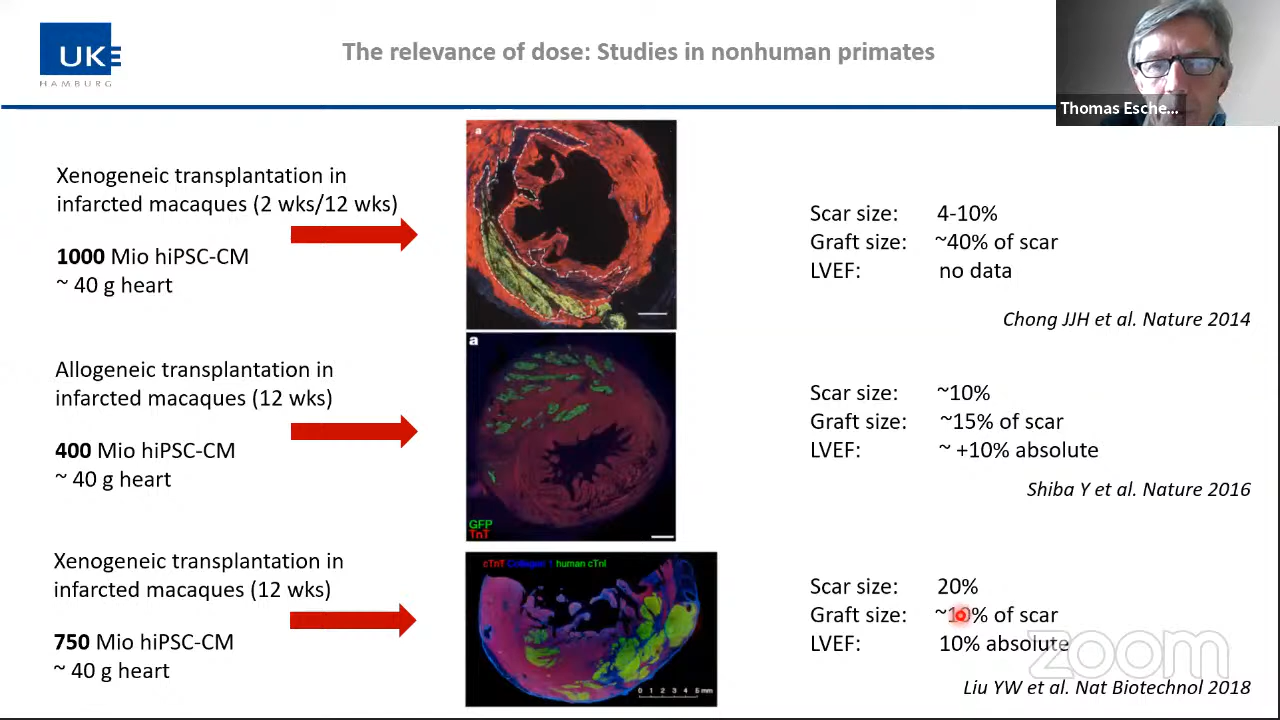 UKE
HAMBURG
The relevance of dose: Studies in nonhuman primates
Thomas Esche...
Xenogeneic transplantation in
infarcted macaques (2 wks/12 wks)
1000 Mio hiPSC-CM
~ 40 g heart
a
Scar size: 4-10%
Graft size: ~40% of scar
LVEF: no data
Chong JJH et al. Nature 2014
Allogeneic transplantation in
infarcted macaques (12 wks)
400 Mio hiPSC-CM
~ 40 g heart
a
GFP
TnT
Scar size: ~10%
Graft size: ~15% of scar
LVEF: ~ +10% absolute
Shiba Y et al. Nature 2016
Xenogeneic transplantation in
infarcted macaques (12 wks)
750 Mio hiPSC-CM
~ 40 g heart
cTnT Collagen 1 human cTnI
0 1 2 3 4 5 mm
Scar size: 20%
Graft size: ~10% of scar
LVEF: 10% absolute
Liu YW et al. Nat Biotechnol 2018
zoom